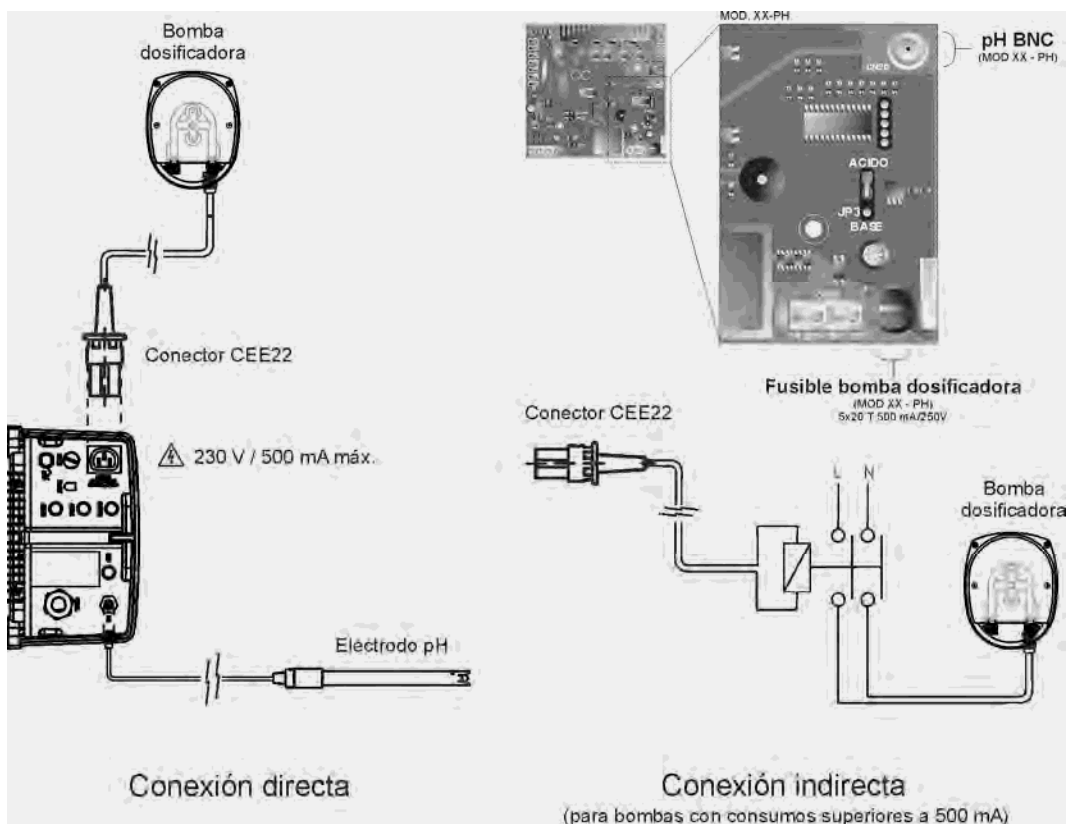 Bomba
dosificadora
Conector CEE22
230 V / 500 mA máx.
Electrodo pH
Conexión directa
MOD. XX-PH
pH BNC
(MOD XX - PH)
ACIDO
JP3
BASE
Fusible bomba dosificadora
(MOD XX - PH)
5x20 T 500 mA/250V
Conector CEE22
L N
Bomba
dosificadora
Conexión indirecta
(para bombas con consumos superiores a 500 mA)